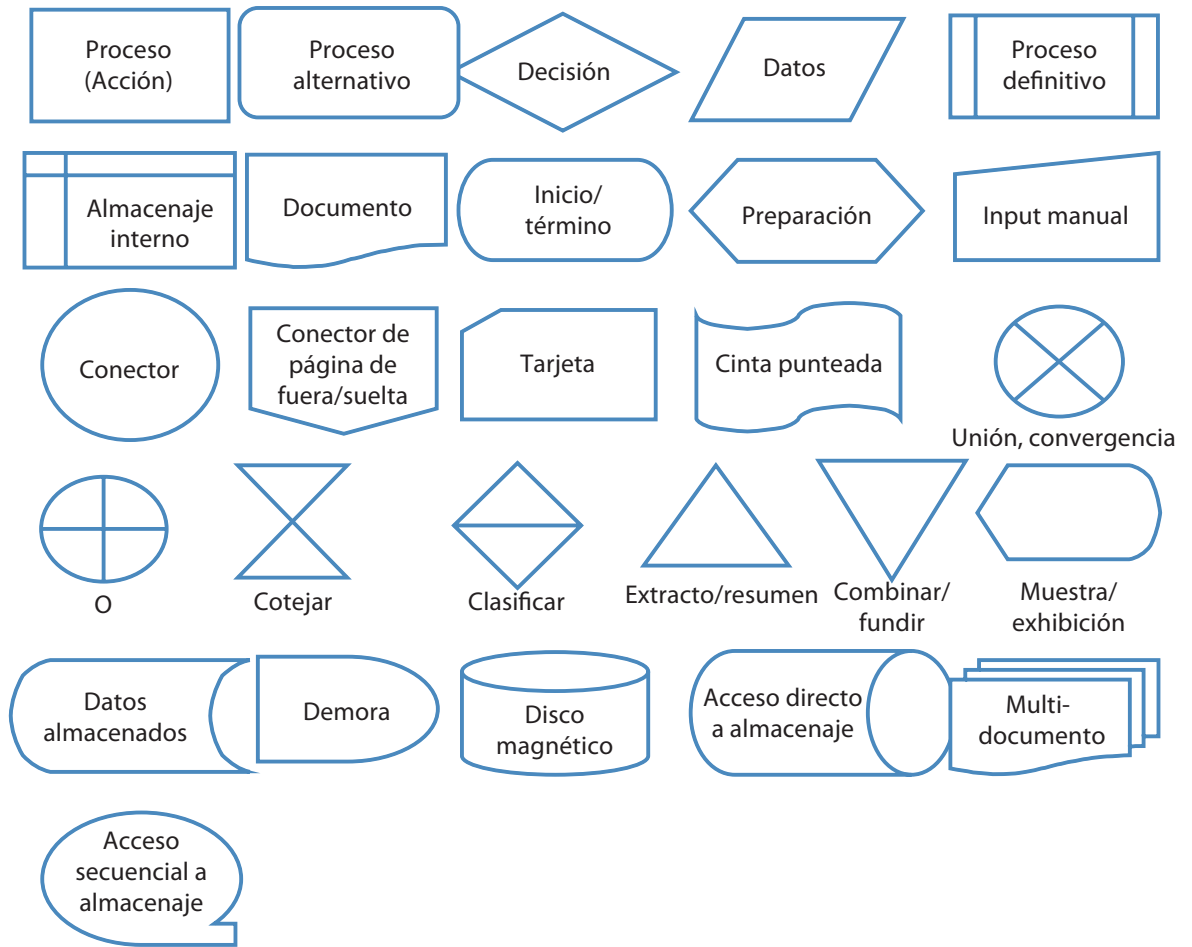 Proceso
(Acción)
Proceso
alternativo
Decisión
Datos
Proceso
definitivo
Almacenaje
interno
Documento
Inicio/
término
Preparación
Input manual
Conector
Conector de
página de
fuera/suelta
Tarjeta
Cinta punteada
Unión, convergencia
O
Cotejar
Clasificar
Extracto/resumen
Combinar/
fundir
Muestra/
exhibición
Datos
almacenados
Demora
Disco
magnético
Acceso directo
a almacenaje
Multi-
documento
Acceso
secuencial a
almacenaje